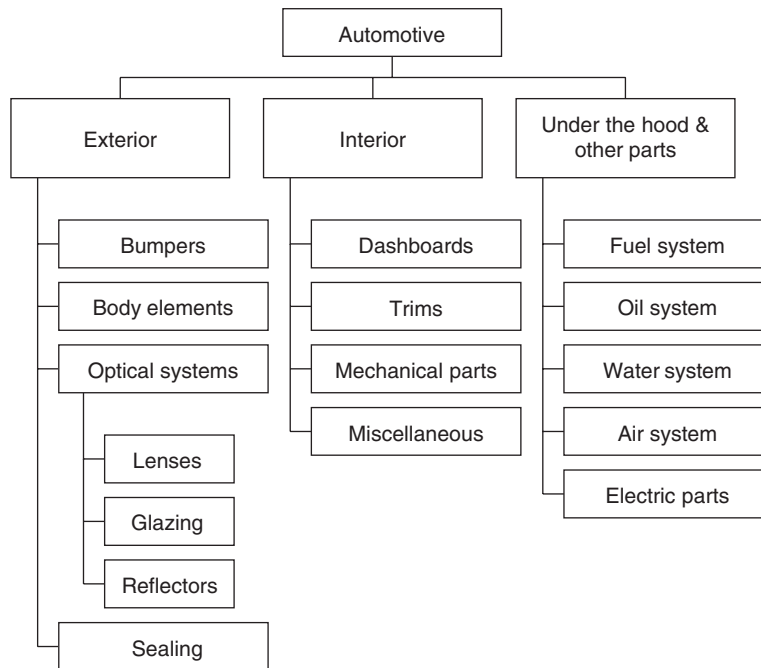 Automotive
Exterior
Interior
Under the hood &
other parts
Bumpers
Body elements
Optical systems
Lenses
Glazing
Reflectors
Sealing
Dashboards
Trims
Mechanical parts
Miscellaneous
Fuel system
Oil system
Water system
Air system
Electric parts